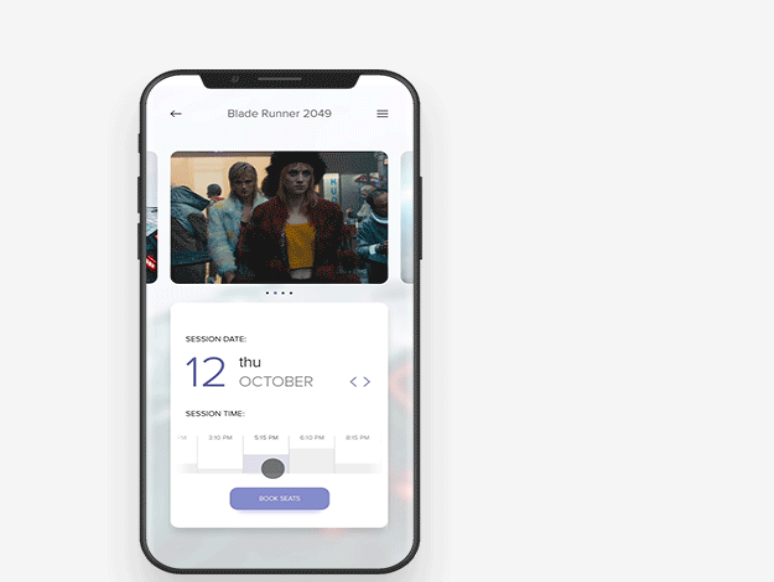 Blade Runner 2049
SESSION DATE:
12 thu
OCTOBER
SESSION TIME:
PM 3:10 PM 5:15 PM 6:10 PM 8:15 PM
BOOK SEATS